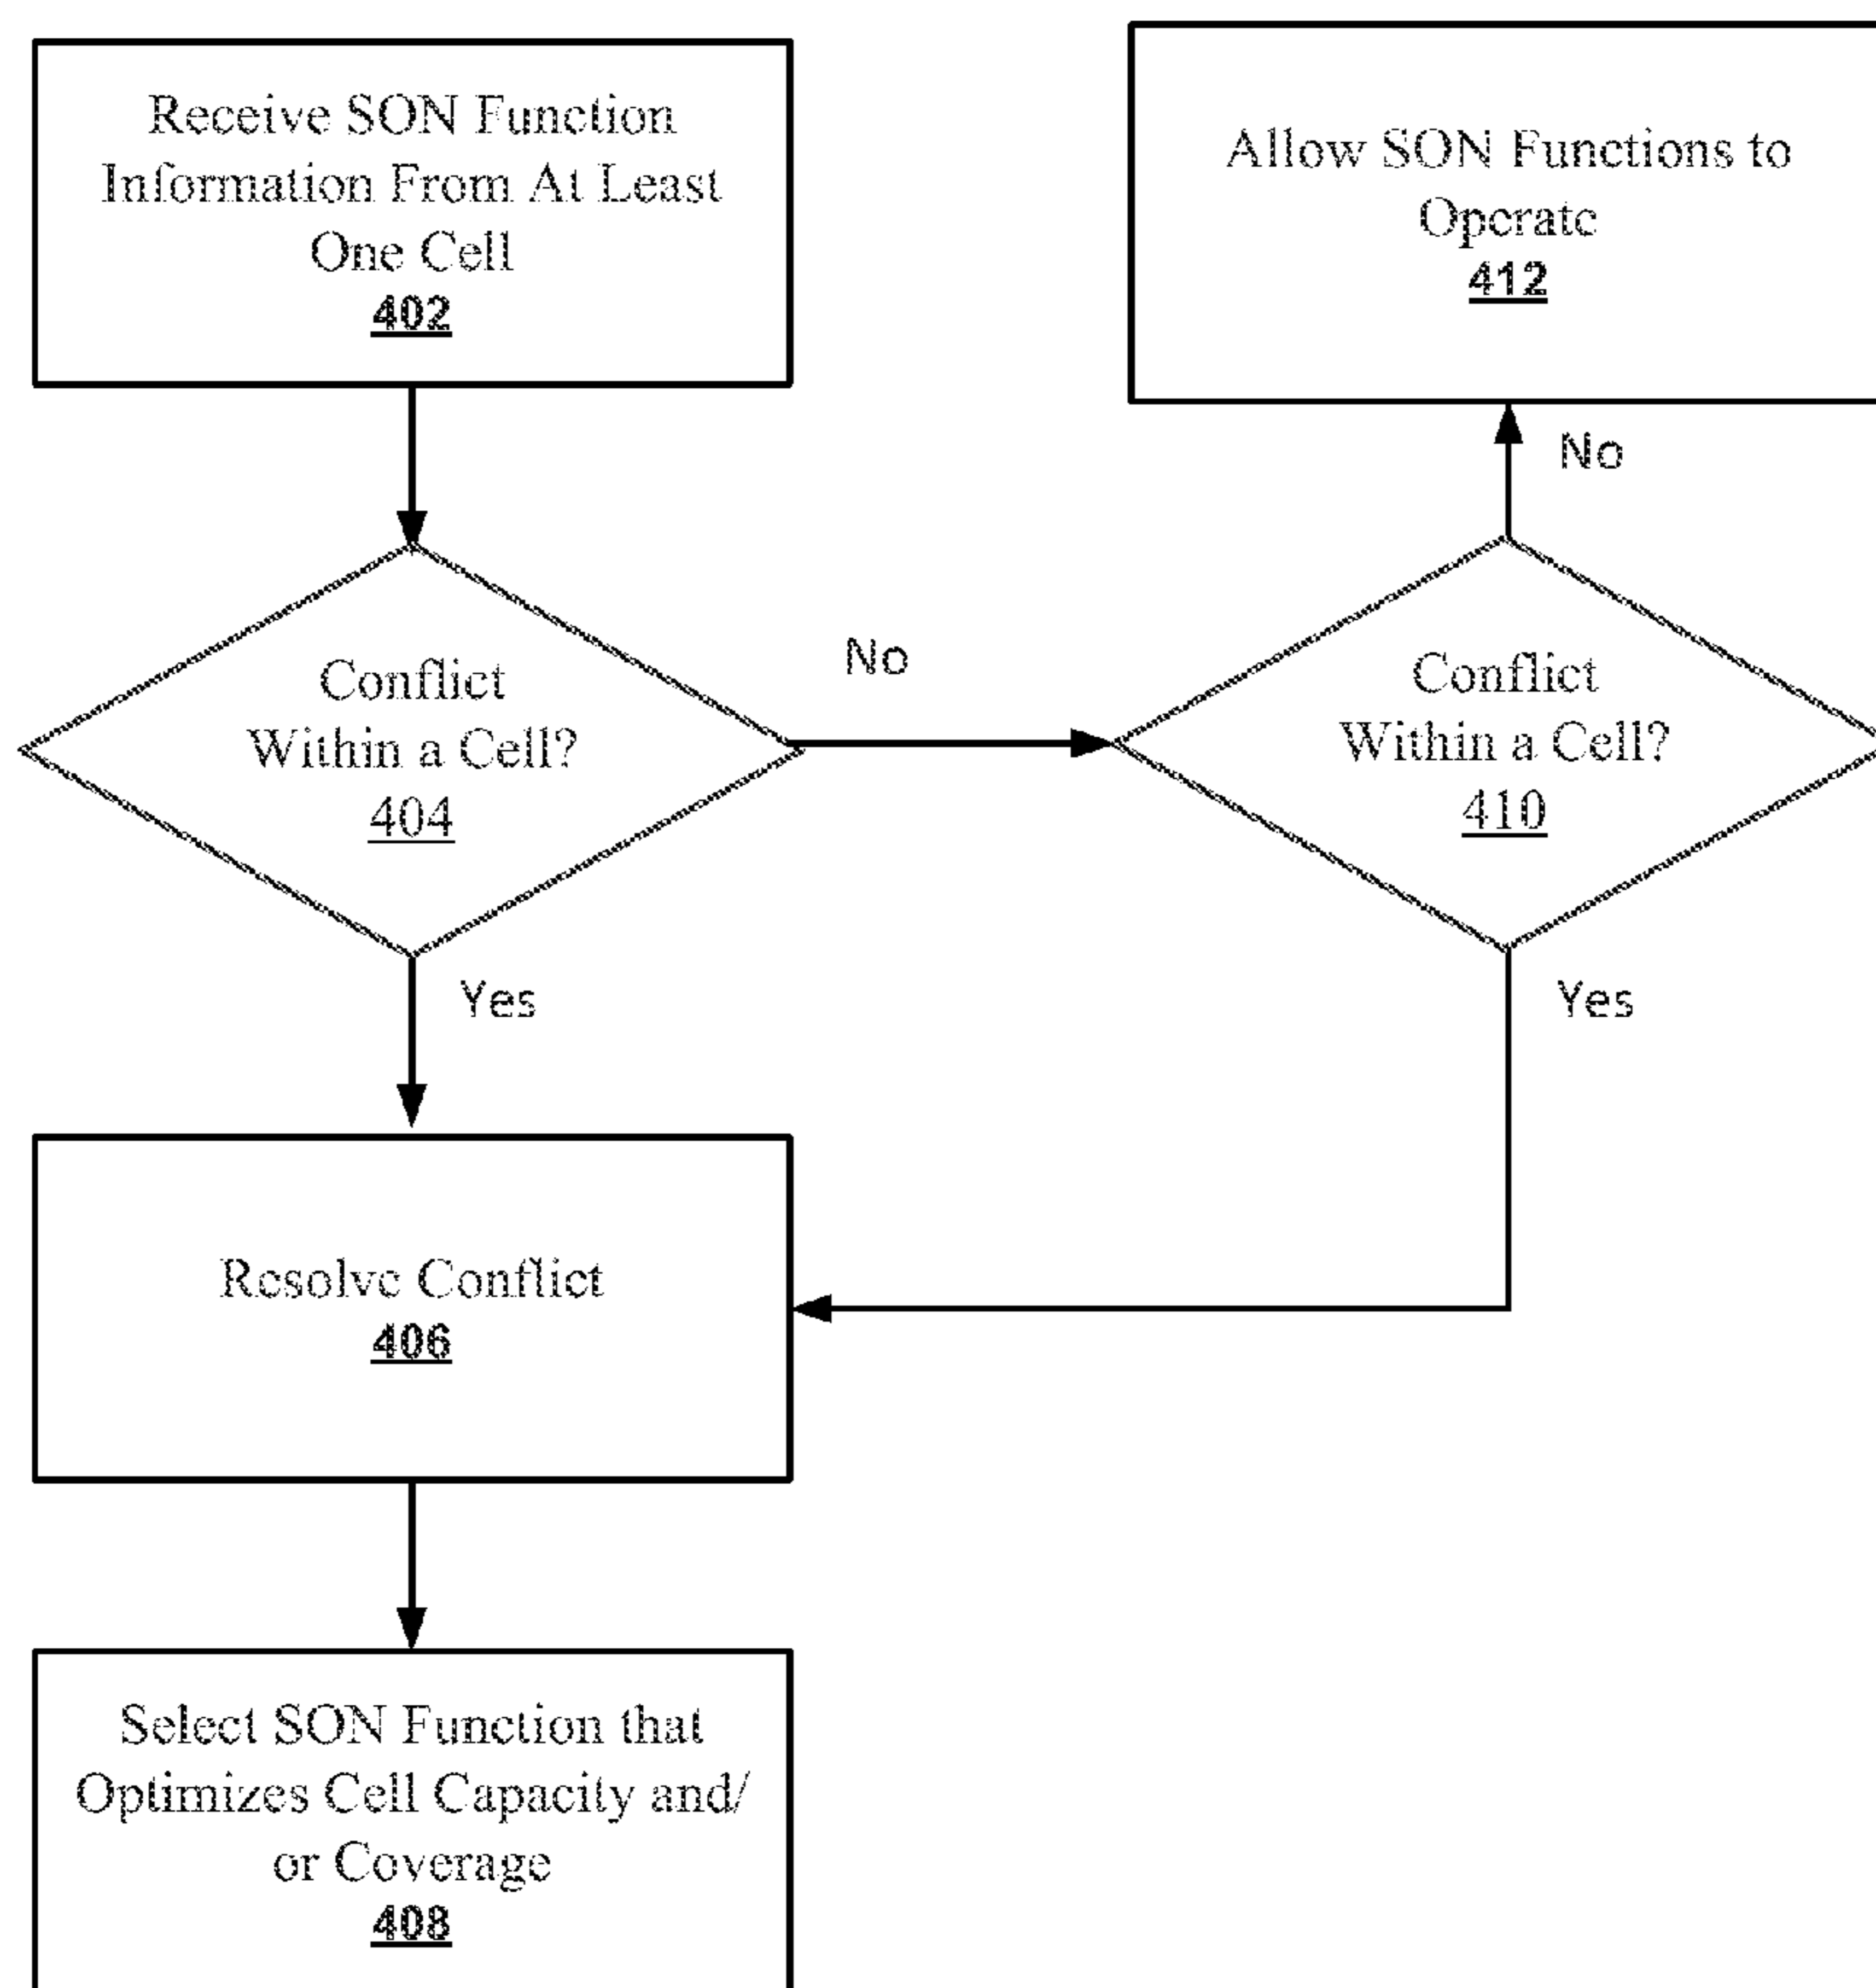 Receive SON Function
Information From At Least
One Cell
402
Allow SON Functions to
Operate
412
No
Conflict
Within a Cell?
404
No
Conflict
Within a Cell?
410
Yes
Yes
Resolve Conflict
406
Select SON Function that
Optimizes Cell Capacity and/
or Coverage
408